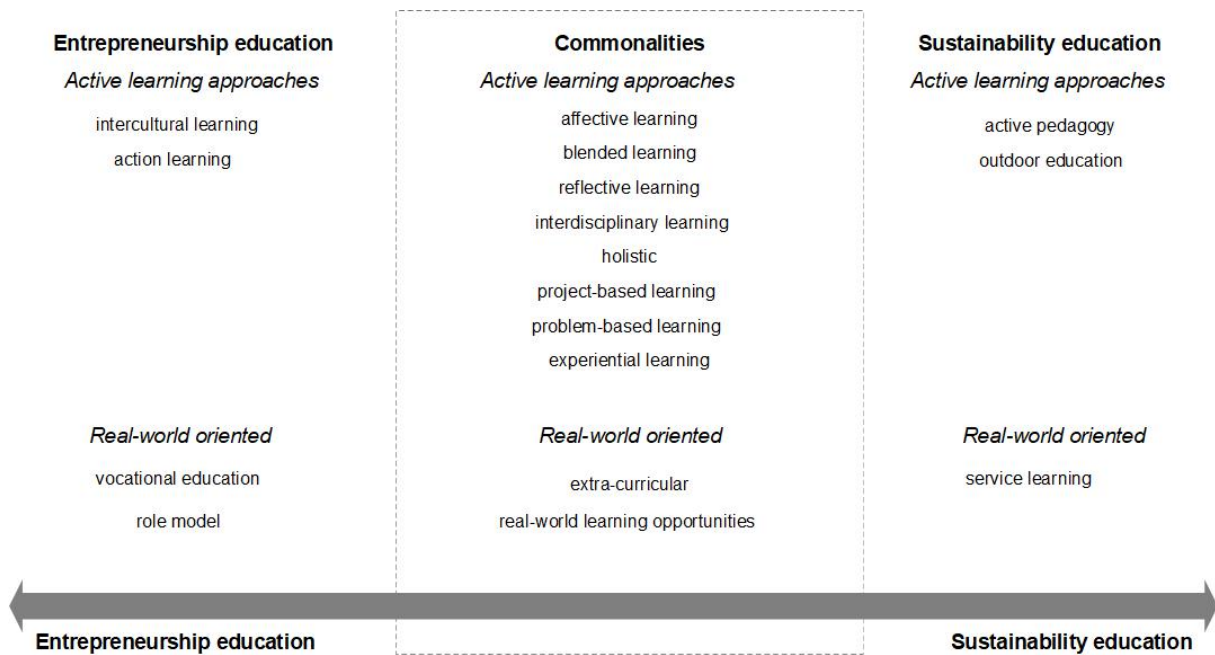 Entrepreneurship education
Active learning approaches
intercultural learning
action learning
Real-world oriented
vocational education
role model
Commonalities
Active learning approaches
affective learning
blended learning
reflective learning
interdisciplinary learning
holistic
project-based learning
problem-based learning
experiential learning
Real-world oriented
extra-curricular
real-world learning opportunities
Sustainability education
Active learning approaches
active pedagogy
outdoor education
Real-world oriented
service learning
Entrepreneurship education
Sustainability education